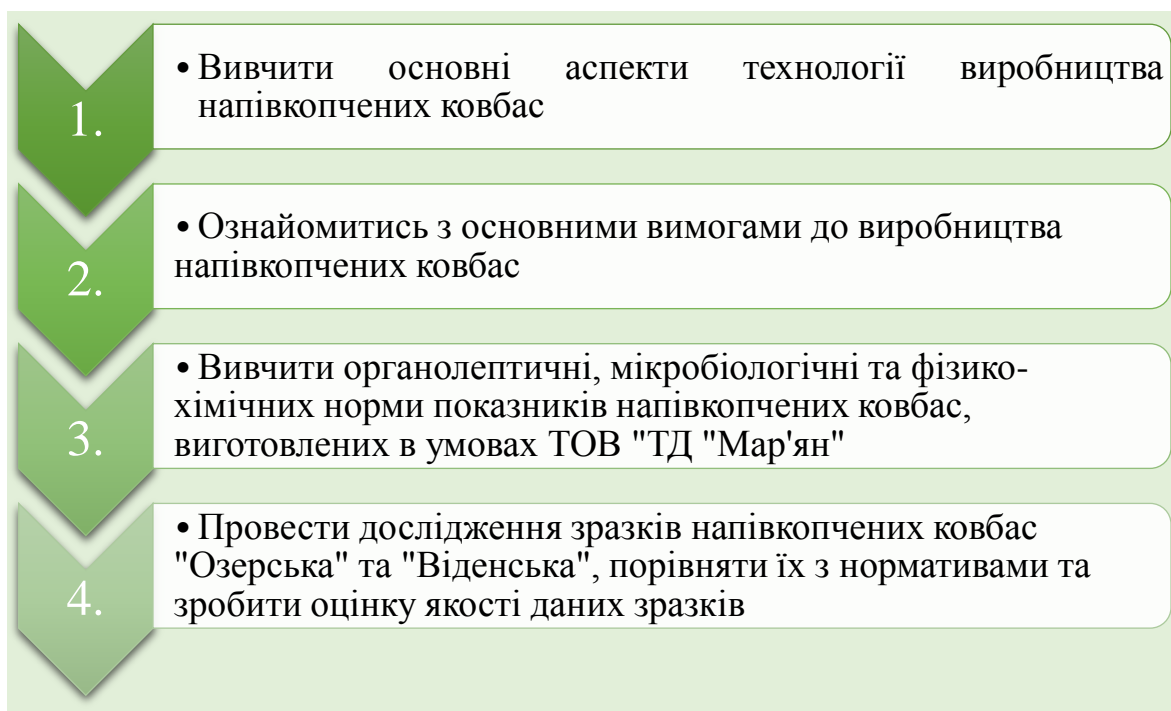 1.
• Вивчити основні аспекти технології виробництва
напівкопчених ковбас
2.
• Ознайомитись з основними вимогами до виробництва
напівкопчених ковбас
3.
• Вивчити органолептичні, мікробіологічні та фізико-
хімічних норми показників напівкопчених ковбас,
виготовлених в умовах ТОВ "ТД "Мар'ян"
4.
• Провести дослідження зразків напівкопчених ковбас
"Озерська" та "Віденська", порівняти їх з нормативами та
зробити оцінку якості даних зразків